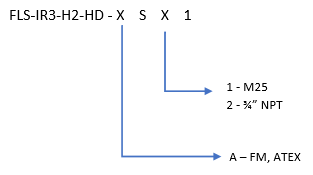 FLS-IR3-H2-HD - X S X 1
1 - M25
2 - ¾” NPT
A – FM, ATEX